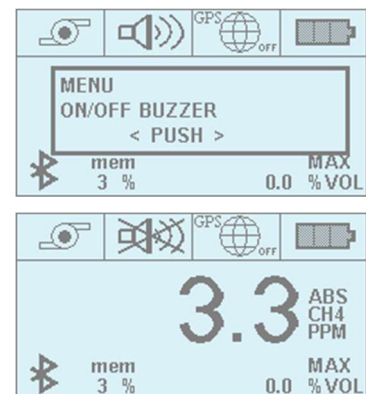 GPS
OFF
MENU
ON/OFF BUZZER
< PUSH >
mem MAX
3 % 0.0 % VOL
GPS
OFF
3.3 ABS
CH4
PPM
mem MAX
3 % 0.0 % VOL